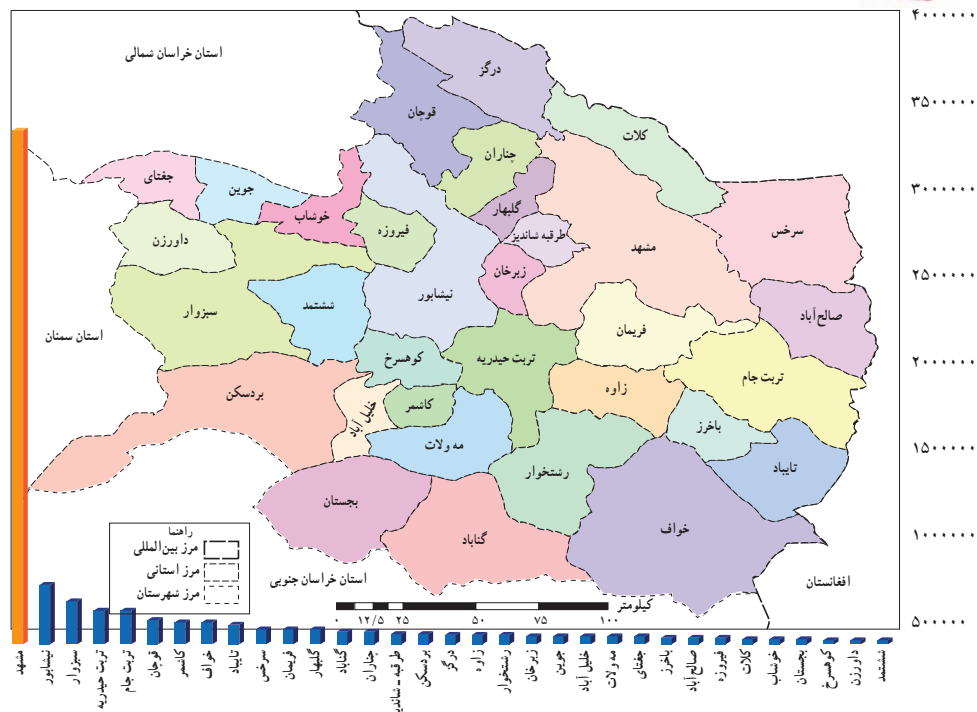 ۴۰۰۰۰۰۰
۳۵۰۰۰۰۰
۳۰۰۰۰۰۰
۲۵۰۰۰۰۰
۲۰۰۰۰۰۰
۱۵۰۰۰۰۰
۱۰۰۰۰۰۰
۵۰۰۰۰۰
استان خراسان شمالی
درگز
قوچان
کلات
چناران
جغتای
جوین
خوشاب
گلبهار
سرخس
داورزن
فیروزه
طرقبه شاندیز
مشهد
زبرخان
نیشابور
سبزوار
ششتمد
صالح‌آباد
استان سمنان
فریمان
کوهسرخ
تربت حیدریه
تربت جام
بردسکن
زاوه
کاشمر
خلیل آباد
باخرز
مه ولات
رشتخوار
تایباد
بجستان
خواف
گناباد
راهنما
مرز بین‌المللی
مرز استانی
مرز شهرستان
استان خراسان جنوبی
افغانستان
کیلومتر
۰ ۱۲/۵ ۲۵ ۵۰ ۷۵ ۱۰۰
مشهد
نیشابور
سبزوار
تربت حیدریه
تربت جام
قوچان
کاشمر
خواف
تایباد
سرخس
فریمان
گلبهار
گناباد
چناران
طرقبه - شاندیز
بردسکن
درگز
زاوه
رشتخوار
زبرخان
جوین
خلیل آباد
مه ولات
جغتای
باخرز
صالح آباد
فیروزه
کلات
خوشاب
بجستان
کوهسرخ
داورزن
ششتمد